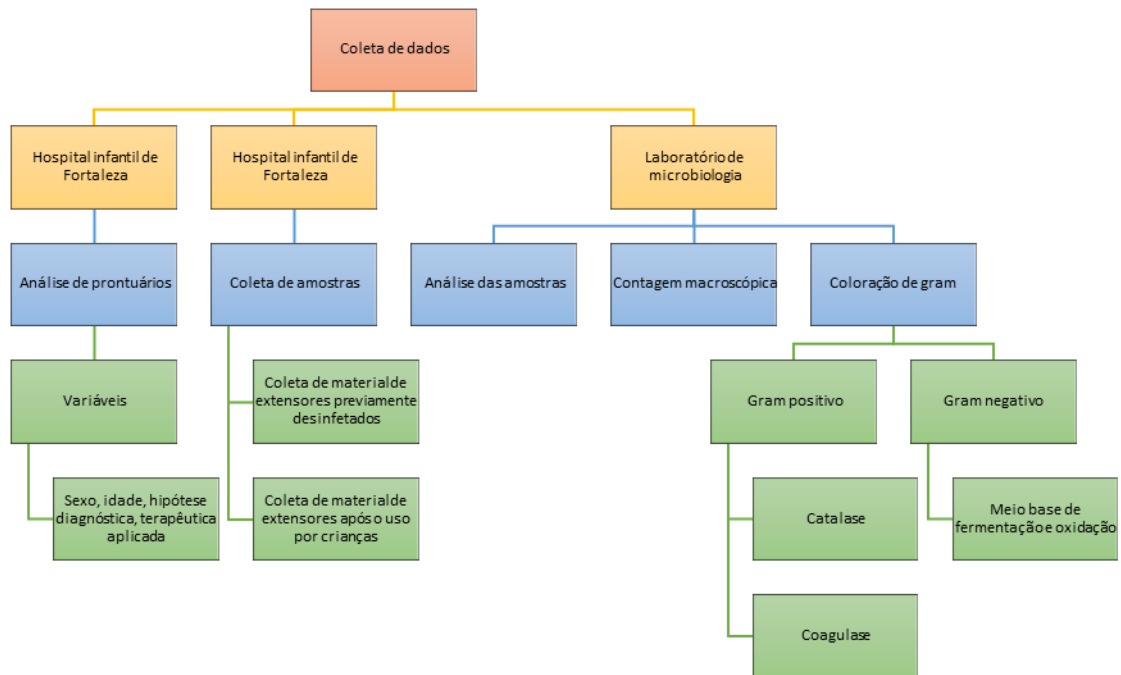 Coleta de dados
Hospital infantil de
Fortaleza
Hospital infantil de
Fortaleza
Laboratório de
microbiologia
Análise de prontuários
Coleta de amostras
Análise das amostras
Contagem macroscópica
Coloração de gram
Variáveis
Coleta de material de
extensores previamente
desinfetados
Gram positivo
Gram negativo
Sexo, idade, hipótese
diagnóstica, terapêutica
aplicada
Coleta de material de
extensores após o uso
por crianças
Catalase
Meio base de
fermentação e oxidação
Coagulase